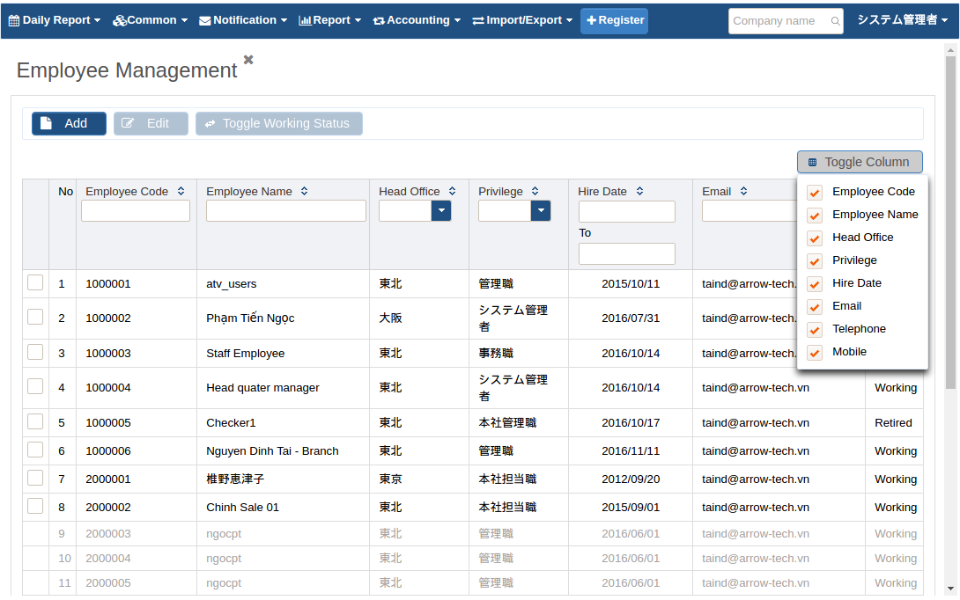 Daily Report Common Notification Report Accounting Import/Export Register Company name システム管理者
Employee Management
Add Edit Toggle Working Status
Toggle Column
No Employee Code Employee Name Head Office Privilege Hire Date Email
To
Employee Code
Employee Name
Head Office
Privilege
Hire Date
Email
Telephone
Mobile
1 1000001 atv_users 東北 管理職 2015/10/11 taind@arrow-tech.
2 1000002 Phạm Tiến Ngọc 大阪 システム管理者 2016/07/31 taind@arrow-tech.
3 1000003 Staff Employee 東北 事務職 2016/10/14 taind@arrow-tech.
4 1000004 Head quater manager 東北 システム管理者 2016/10/14 taind@arrow-tech.vn Working
5 1000005 Checker1 東北 本社管理職 2016/10/17 taind@arrow-tech.vn Retired
6 1000006 Nguyen Dinh Tai - Branch 東北 管理職 2016/11/11 taind@arrow-tech.vn Working
7 2000001 椎野恵津子 東京 本社担当職 2012/09/20 taind@arrow-tech.vn Working
8 2000002 Chinh Sale 01 東北 本社担当職 2015/09/01 taind@arrow-tech.vn Working
9 2000003 ngocpt 東北 管理職 2016/06/01 taind@arrow-tech.vn Working
10 2000004 ngocpt 東北 管理職 2016/06/01 taind@arrow-tech.vn Working
11 2000005 ngocpt 東北 管理職 2016/06/01 taind@arrow-tech.vn Working